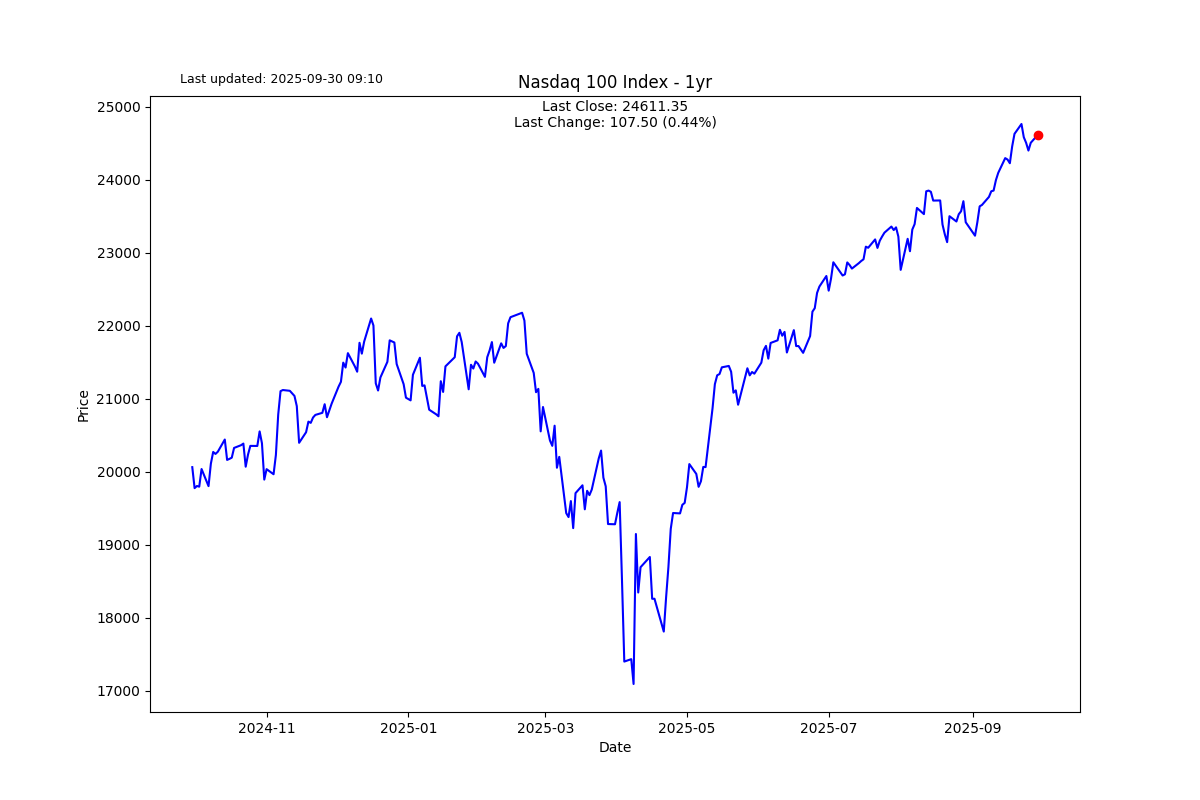 Last updated: 2025-09-30 09:10
Nasdaq 100 Index - 1yr
Last Close: 24611.35
Last Change: 107.50 (0.44%)
25000
24000
23000
22000
21000
20000
19000
18000
17000
Price
2024-11
2025-01
2025-03
2025-05
2025-07
2025-09
Date